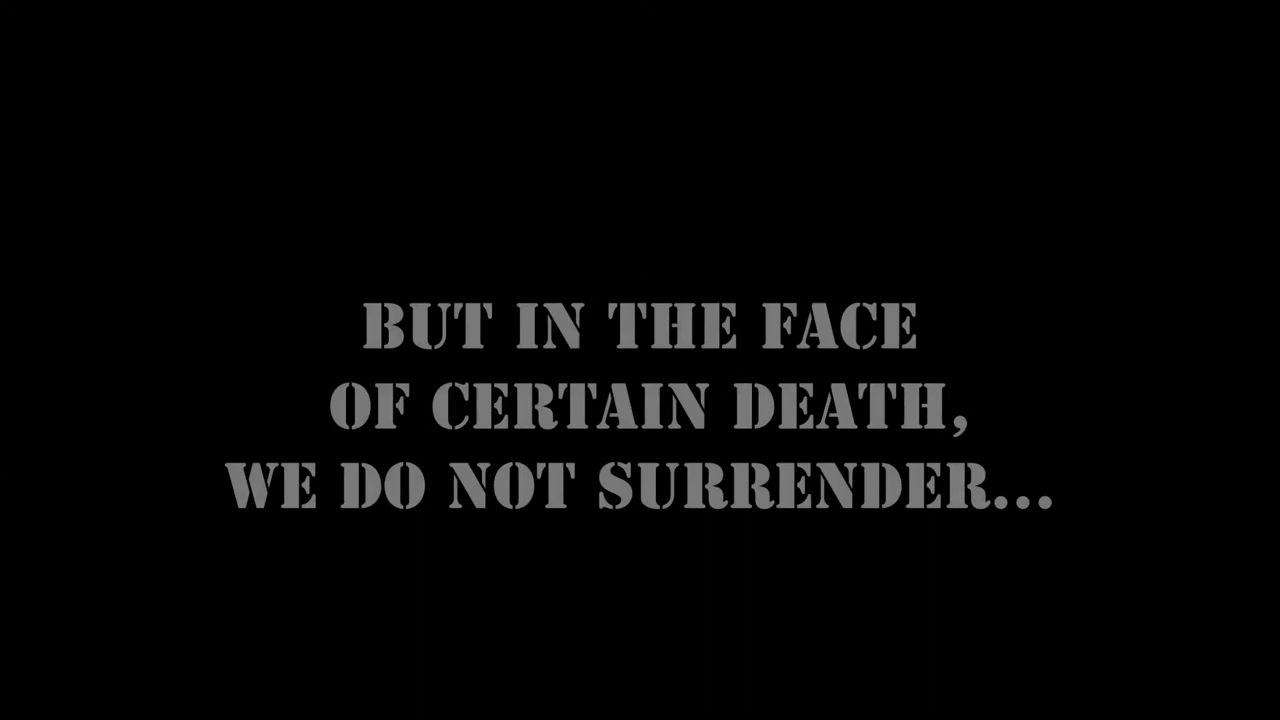 BUT IN THE FACE
OF CERTAIN DEATH,
WE DO NOT SURRENDER...